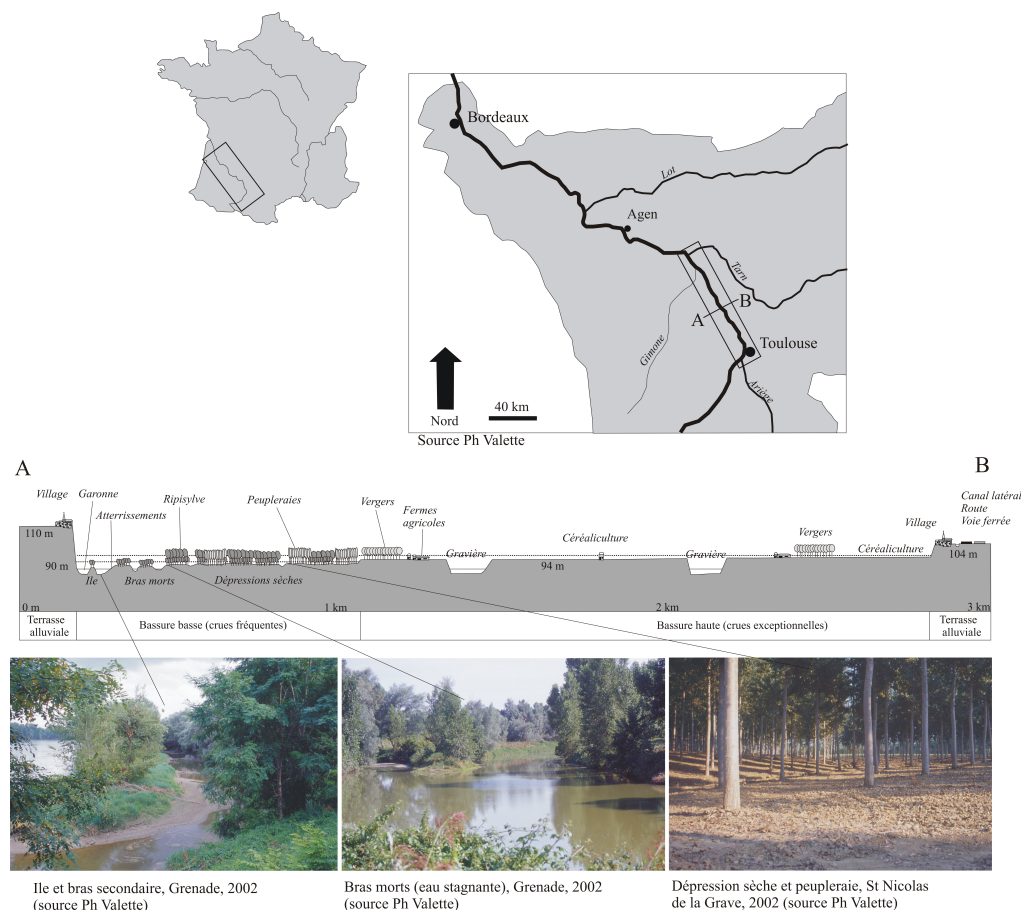 Bordeaux
Lot
Agen
Tarn
B
A
Gimone
Toulouse
Ariège
Nord
40 km
Source Ph Valette
A
B
Village
Garonne
Atterrissements
Ripisylve
Peupleraies
Vergers
Fermes
agricoles
Gravière
Céréaliculture
Gravière
Vergers
Céréaliculture
Village
Canal latéral
Route
Voie ferrée
110 m
90 m
Ile
Bras morts
Dépressions sèches
94 m
104 m
0 m
1 km
2 km
3 km
Terrasse
alluviale
Bassure basse (crues fréquentes)
Bassure haute (crues exceptionnelles)
Terrasse
alluviale
Ile et bras secondaire, Grenade, 2002
(source Ph Valette)
Bras morts (eau stagnante), Grenade, 2002
(source Ph Valette)
Dépression sèche et peupleraie, St Nicolas
de la Grave, 2002 (source Ph Valette)